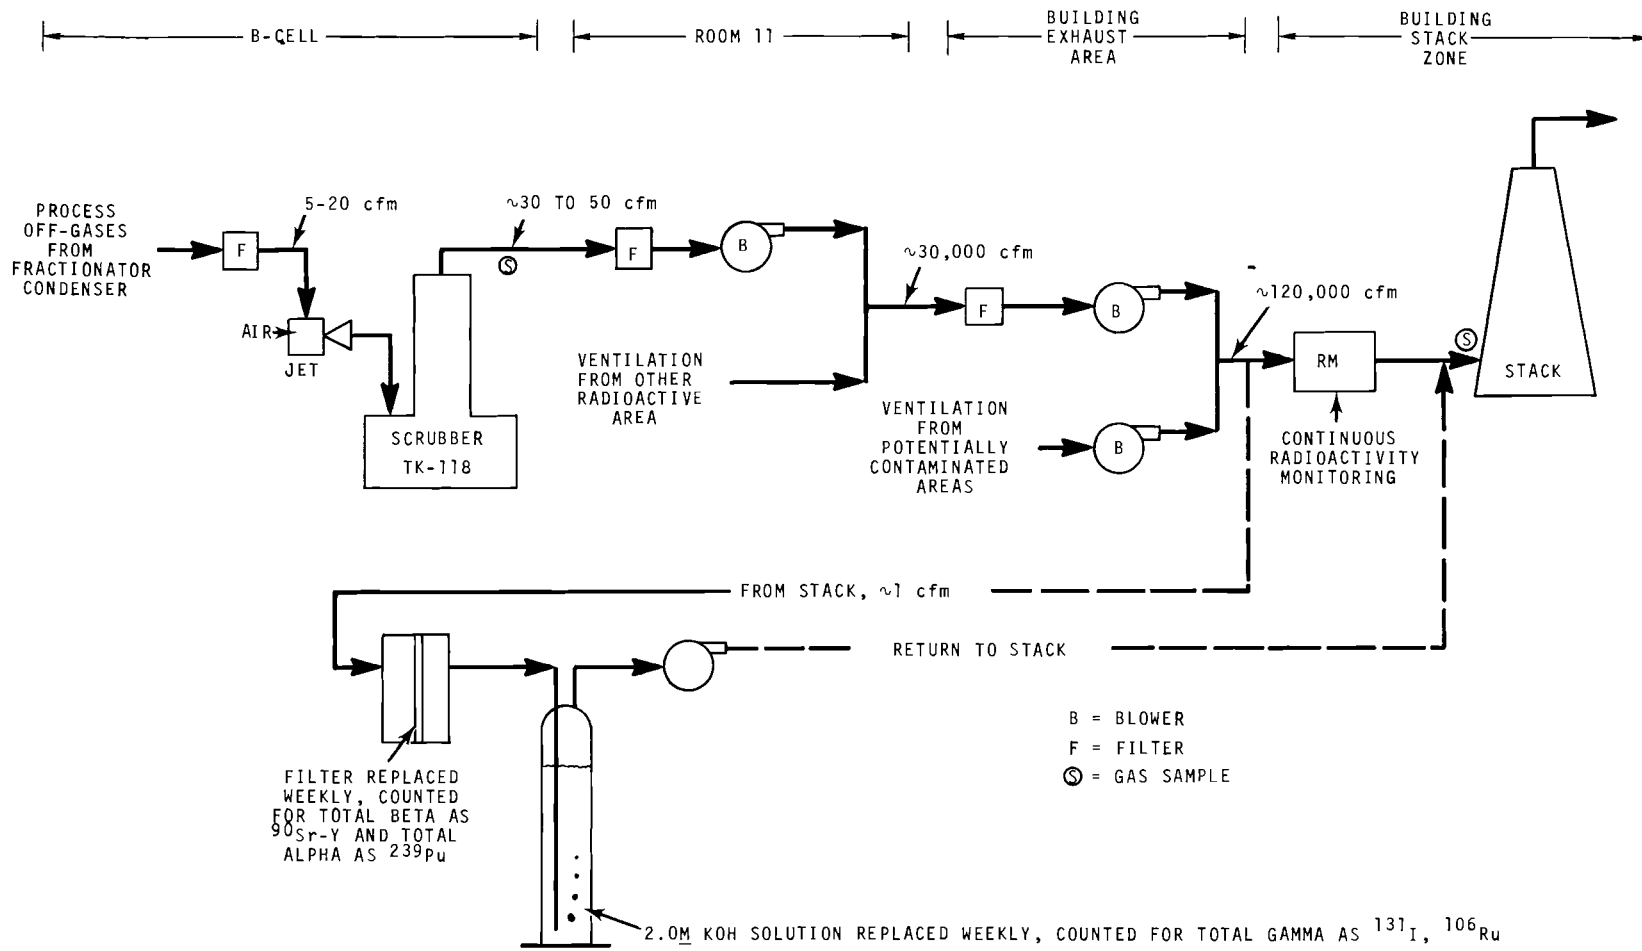 B-CELL
ROOM 11
BUILDING
EXHAUST
AREA
BUILDING
STACK
ZONE
PROCESS
OFF-GASES
FROM
FRACTIONATOR
CONDENSER
F
5-20 cfm
AIR
JET
SCRUBBER
TK-118
~30 TO 50 cfm
S
F
B
VENTILATION
FROM OTHER
RADIOACTIVE
AREA
~30,000 cfm
F
B
VENTILATION
FROM
POTENTIALLY
CONTAMINATED
AREAS
B
~120,000 cfm
RM
CONTINUOUS
RADIOACTIVITY
MONITORING
S
STACK
FROM STACK, ~1 cfm
RETURN TO STACK
FILTER REPLACED
WEEKLY, COUNTED
FOR TOTAL BETA AS
⁹⁰Sr-Y AND TOTAL
ALPHA AS ²³⁹Pu
B = BLOWER
F = FILTER
Ⓢ = GAS SAMPLE
2.0M KOH SOLUTION REPLACED WEEKLY, COUNTED FOR TOTAL GAMMA AS ¹³¹I, ¹⁰⁶Ru